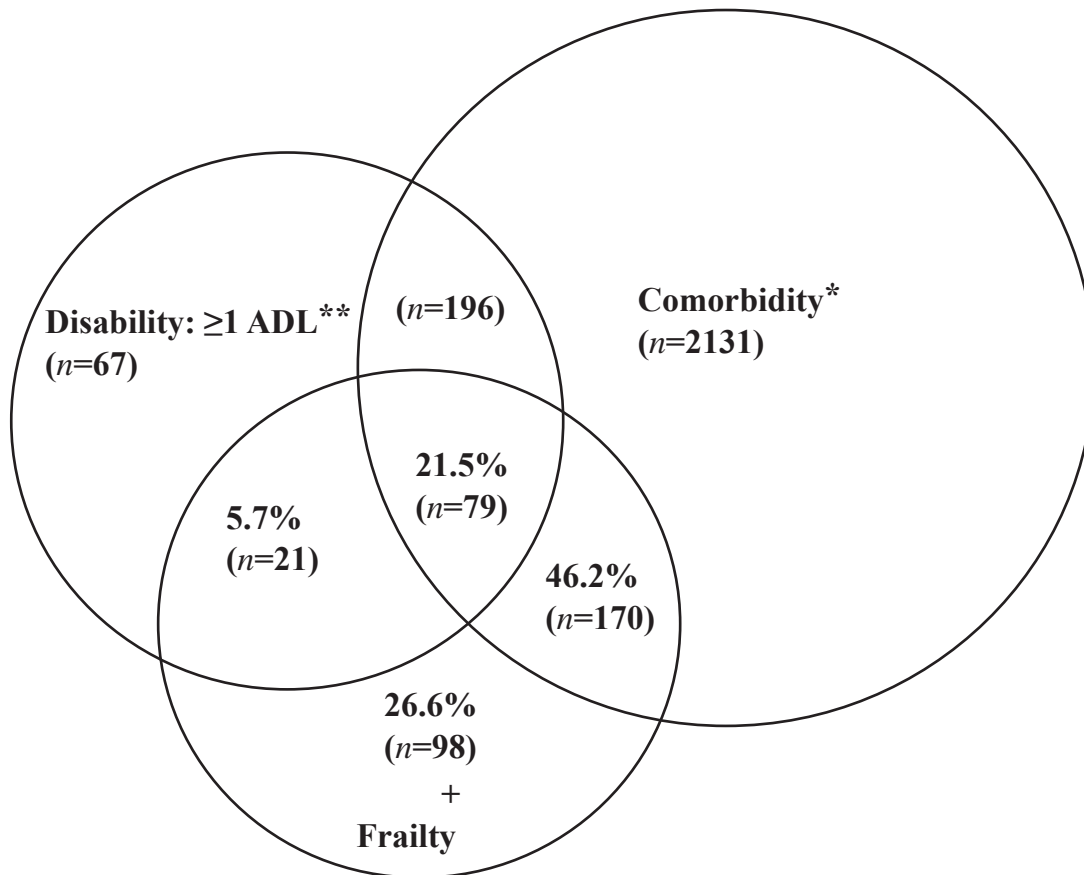 Disability: ≥1 ADL**
(n=67)
(n=196)
Comorbidity*
(n=2131)
5.7%
(n=21)
21.5%
(n=79)
46.2%
(n=170)
26.6%
(n=98)
+
Frailty